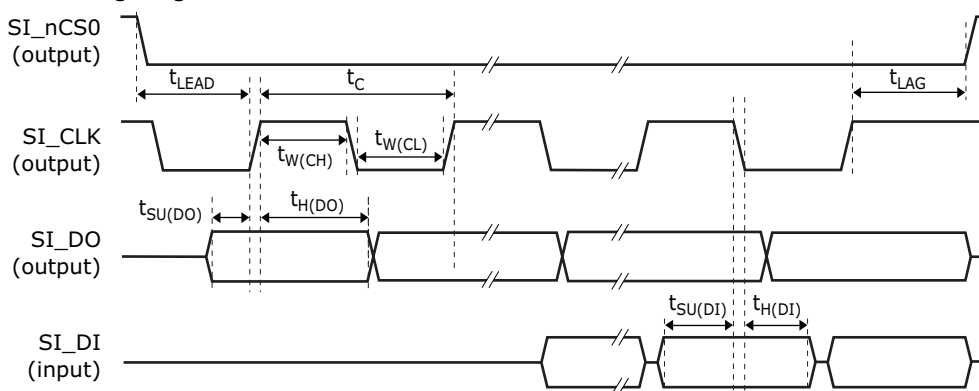 SI_nCS0
(output)
tLEAD
tC
tLAG
SI_CLK
(output)
tW(CH)
tW(CL)
tSU(DO)
tH(DO)
SI_DO
(output)
tSU(DI)
tH(DI)
SI_DI
(input)